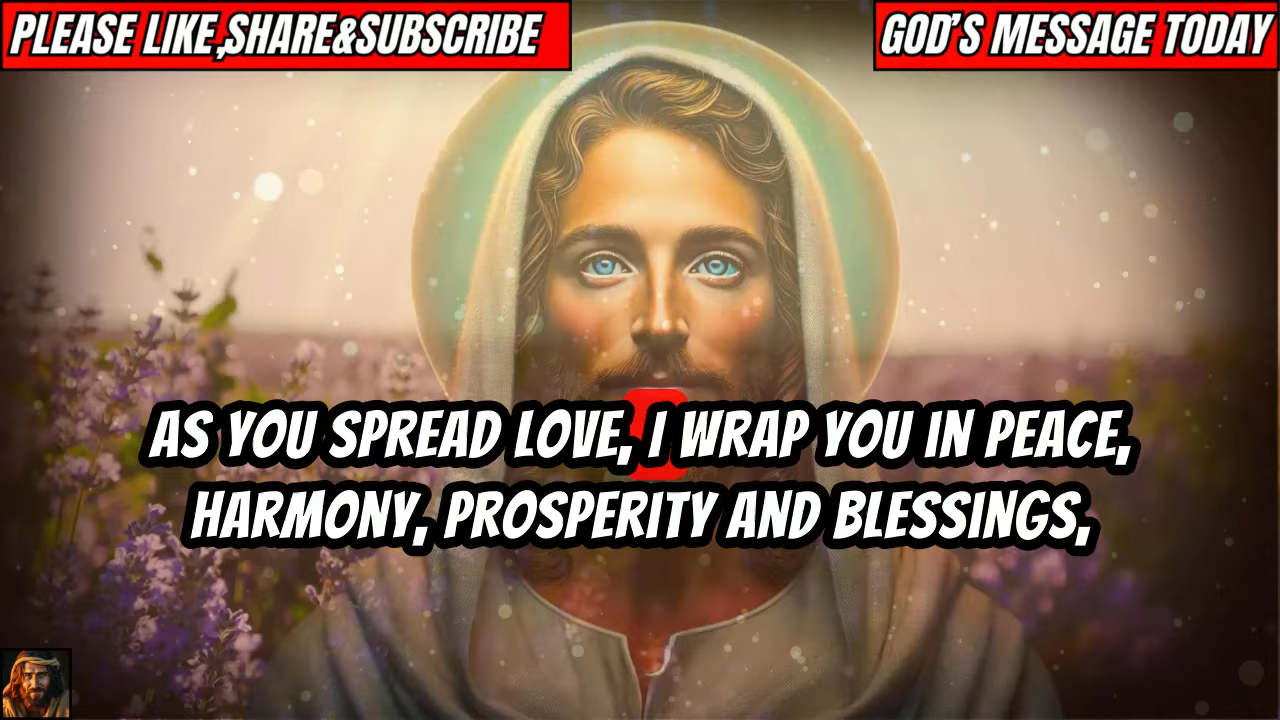 PLEASE LIKE,SHARE&SUBSCRIBE
GOD'S MESSAGE TODAY
AS YOU SPREAD LOVE, I WRAP YOU IN PEACE,
HARMONY, PROSPERITY AND BLESSINGS,